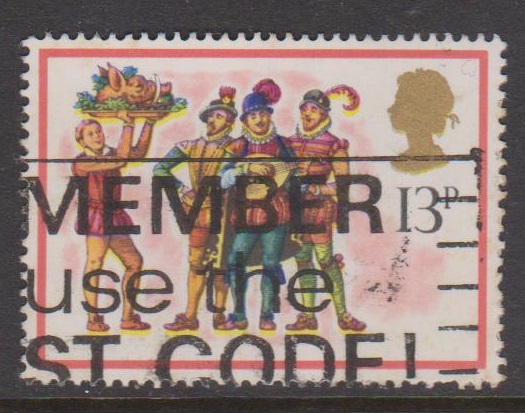 13P
MEMBER
use the
ST CODE!